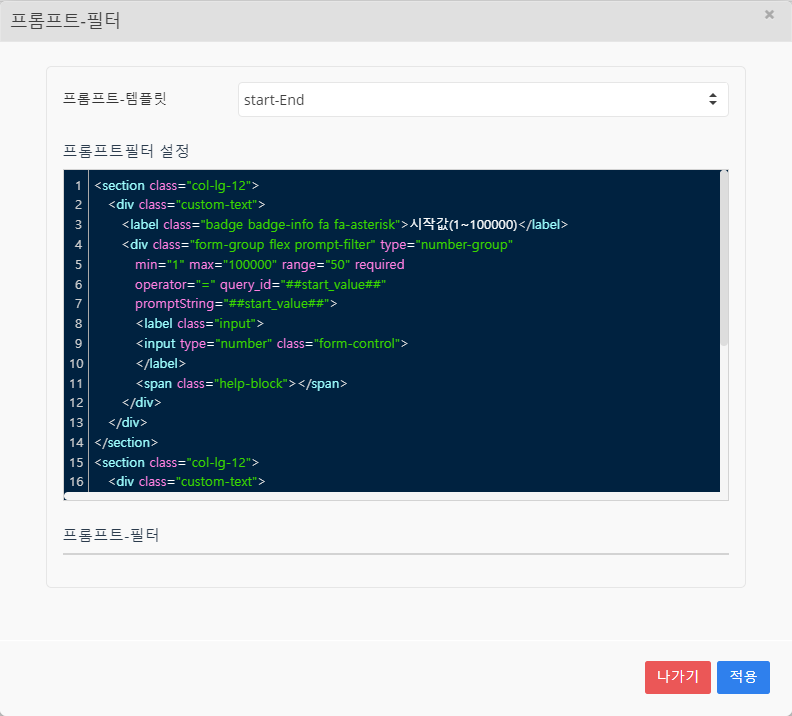 프롬프트-필터
×
프롬프트-템플릿
start-End
프롬프트필터 설정
1 <section class="col-lg-12">
2 <div class="custom-text">
3 <label class="badge badge-info fa fa-asterisk">시작값(1~100000)</label>
4 <div class="form-group flex prompt-filter" type="number-group"
5 min="1" max="100000" range="50" required
6 operator="=" query_id="##start_value##"
7 promptString="##start_value##">
8 <label class="input">
9 <input type="number" class="form-control">
10 </label>
11 <span class="help-block"></span>
12 </div>
13 </div>
14 </section>
15 <section class="col-lg-12">
16 <div class="custom-text">
프롬프트-필터
나가기
적용